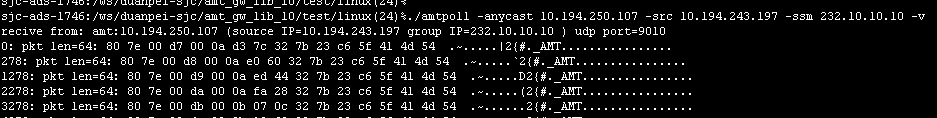 sjc-ads-1746:/ws/duanpei-sjc/amt_gw_lib_10/test/linux(24)%
sjc-ads-1746:/ws/duanpei-sjc/amt_gw_lib_10/test/linux(24)%./amtpoll -anycast 10.194.250.107 -src 10.194.243.197 -ssm 232.10.10.10 -v
recive from: amt:10.194.250.107 (source IP=10.194.243.197 group IP=232.10.10.10 ) udp port=9010
0: pkt len=64: 80 7e 00 d7 00 0a d3 7c 32 7b 23 c6 5f 41 4d 54 .~.....|2{#._AMT................
278: pkt len=64: 80 7e 00 d8 00 0a e0 60 32 7b 23 c6 5f 41 4d 54 .~.....`2{#._AMT................
1278: pkt len=64: 80 7e 00 d9 00 0a ed 44 32 7b 23 c6 5f 41 4d 54 .~.....D2{#._AMT................
2278: pkt len=64: 80 7e 00 da 00 0a fa 28 32 7b 23 c6 5f 41 4d 54 .~.....(2{#._AMT................
3278: pkt len=64: 80 7e 00 db 00 0b 07 0c 32 7b 23 c6 5f 41 4d 54 .~......2{#._AMT................